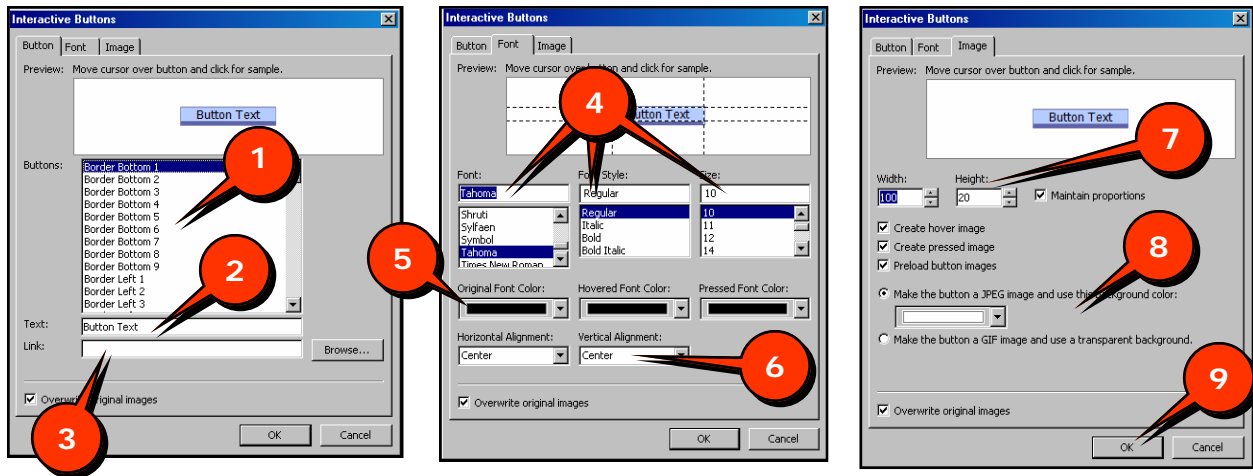 Interactive Buttons
Button Font Image
Preview: Move cursor over button and click for sample.
Button Text
Buttons:
Border Bottom 1
Border Bottom 2
Border Bottom 3
Border Bottom 4
Border Bottom 5
Border Bottom 6
Border Bottom 7
Border Bottom 8
Border Bottom 9
Border Left 1
Border Left 2
Border Left 3
1
2
Text: Button Text
Link: Browse...
Overwrite original images
3
OK Cancel
Interactive Buttons
Button Font Image
Preview: Move cursor over button and click for sample.
4
Button Text
Font: Font Style: Size:
Tahoma Regular 10
Shruti Regular 10
Sylfaen Italic 11
Symbol Bold 12
Tahoma Bold Italic 14
Times New Roman
5
Original Font Color: Hovered Font Color: Pressed Font Color:
Horizontal Alignment: Vertical Alignment:
Center Center
6
Overwrite original images
OK Cancel
Interactive Buttons
Button Font Image
Preview: Move cursor over button and click for sample.
Button Text
7
Width: Height:
100 20 Maintain proportions
Create hover image
Create pressed image
Preload button images
8
Make the button a JPEG image and use this background color:
Make the button a GIF image and use a transparent background.
9
Overwrite original images
OK Cancel